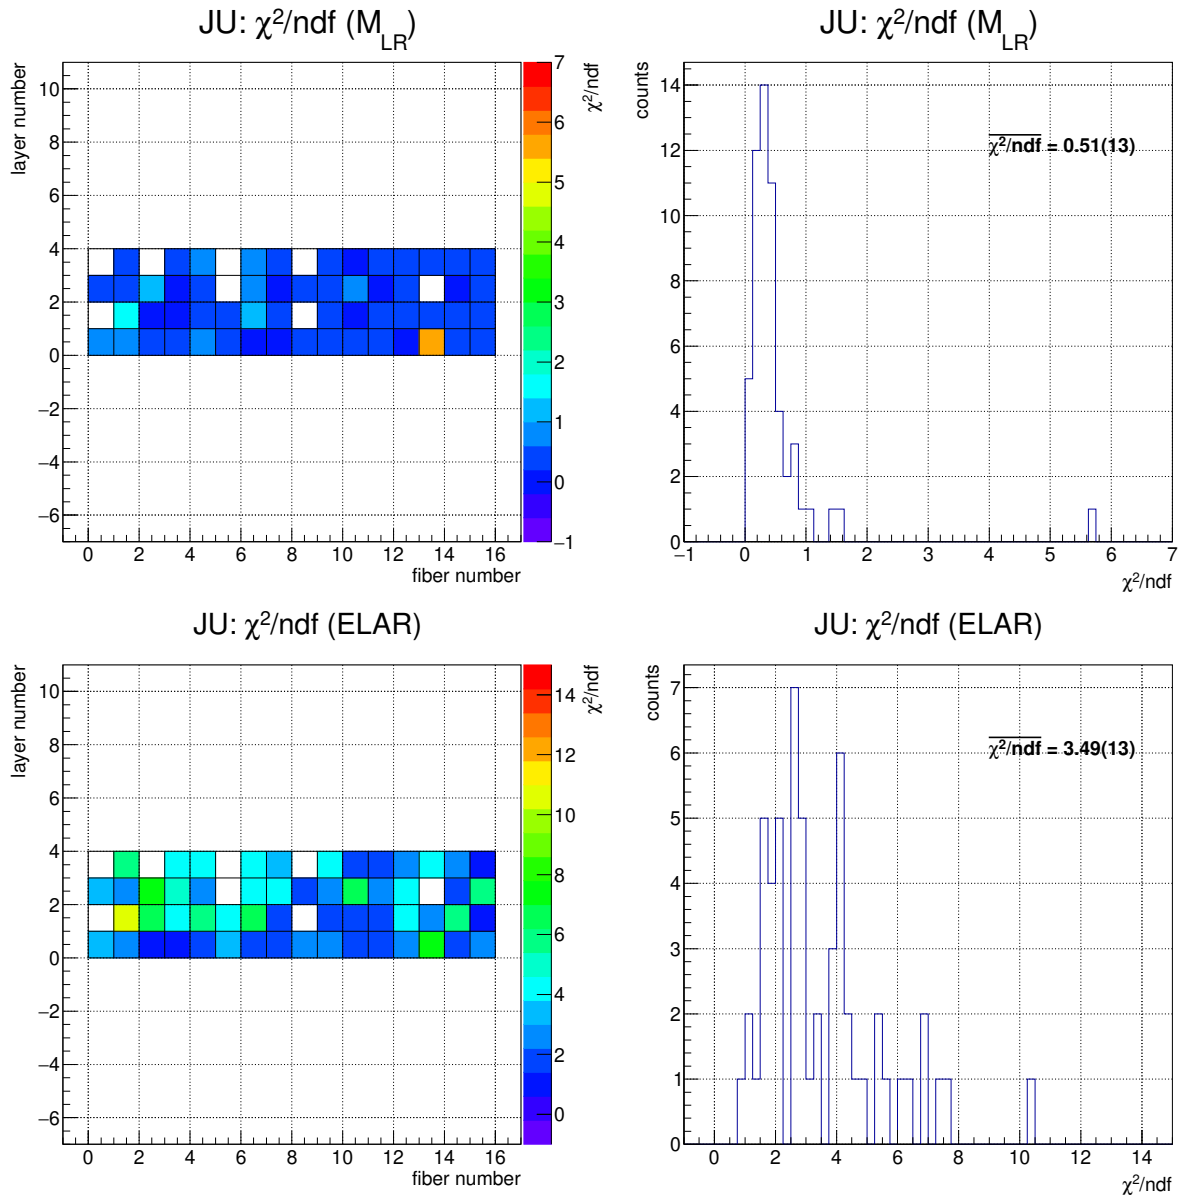 JU: χ²/ndf (M_LR)
layer number
10
8
6
4
2
0
−2
−4
−6
0 2 4 6 8 10 12 14 16
fiber number
7
6
5
4
3
2
1
0
−1
χ²/ndf
JU: χ²/ndf (M_LR)
counts
14
12
10
8
6
4
2
0
χ²/ndf = 0.51(13)
−1 0 1 2 3 4 5 6 7
χ²/ndf
JU: χ²/ndf (ELAR)
layer number
10
8
6
4
2
0
−2
−4
−6
0 2 4 6 8 10 12 14 16
fiber number
14
12
10
8
6
4
2
0
χ²/ndf
JU: χ²/ndf (ELAR)
counts
7
6
5
4
3
2
1
0
χ²/ndf = 3.49(13)
0 2 4 6 8 10 12 14
χ²/ndf